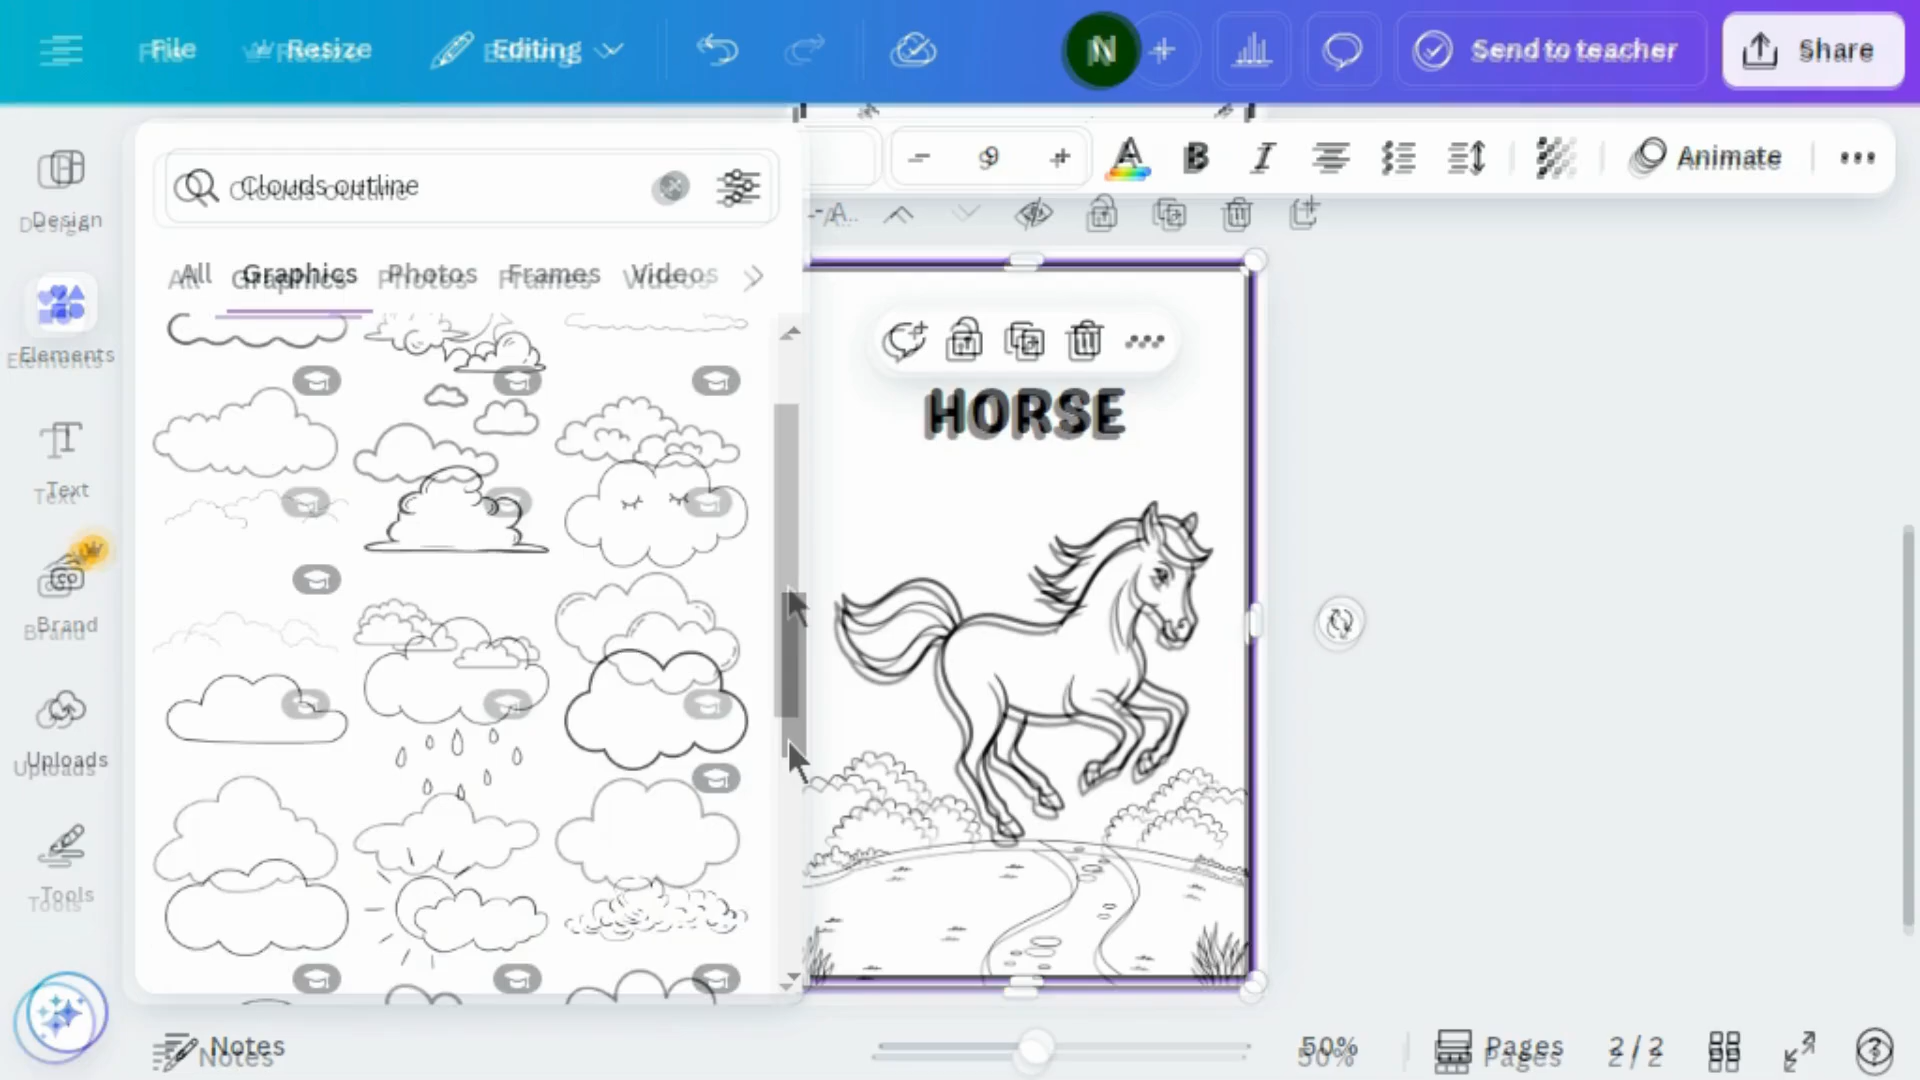 File Resize Editing N Send to teacher Share
Clouds outline
9 A B I Animate
Design
All Graphics Photos Frames Videos
Elements
HORSE
Text
CO
Brand
Uploads
Tools
Notes
50% Pages 2 / 2 ?